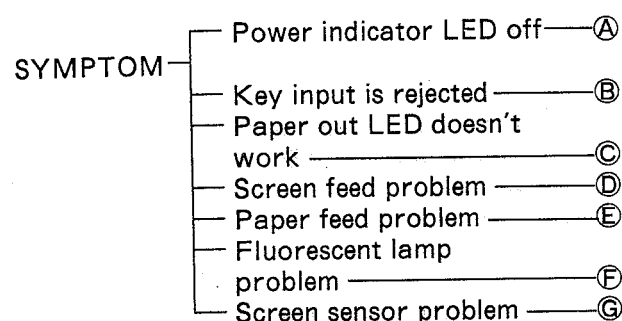 Power indicator LED off Ⓐ
SYMPTOM
Key input is rejected Ⓑ
Paper out LED doesn't
work Ⓒ
Screen feed problem Ⓓ
Paper feed problem Ⓔ
Fluorescent lamp
problem Ⓕ
Screen sensor problem Ⓖ